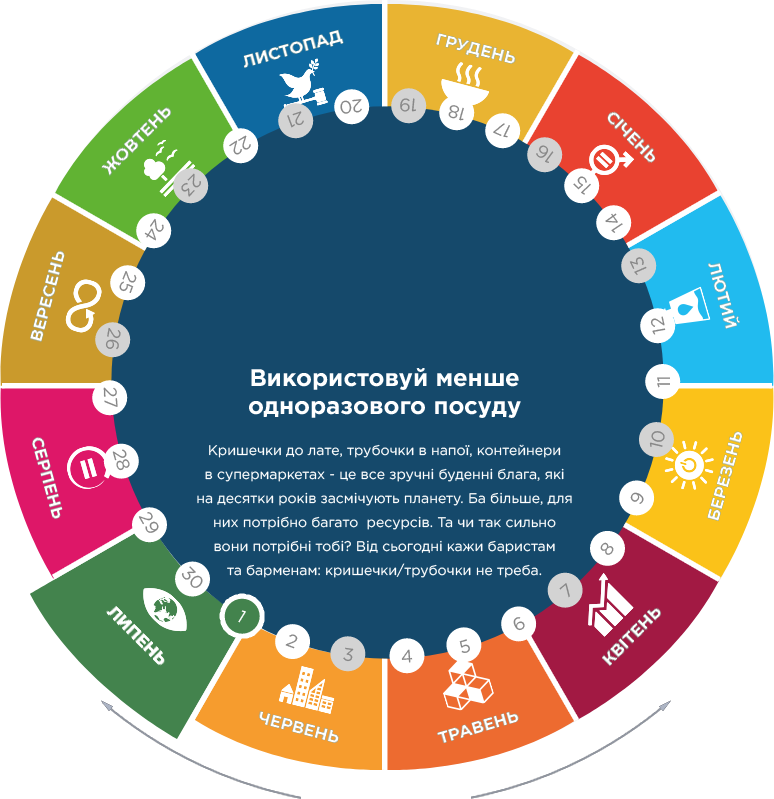 ЛИСТОПАД
ГРУДЕНЬ
СІЧЕНЬ
ЛЮТИЙ
БЕРЕЗЕНЬ
КВІТЕНЬ
ТРАВЕНЬ
ЧЕРВЕНЬ
ЛИПЕНЬ
СЕРПЕНЬ
ВЕРЕСЕНЬ
ЖОВТЕНЬ
1
2
3
4
5
6
7
8
9
10
11
12
13
14
15
16
17
18
19
20
21
22
23
24
25
26
27
28
29
30
Використовуй менше
одноразового посуду
Кришечки до лате, трубочки в напої, контейнери
в супермаркетах - це все зручні буденні блага, які
на десятки років засмічують планету. Ба більше, для
них потрібно багато ресурсів. Та чи так сильно
вони потрібні тобі? Від сьогодні кажи баристам
та барменам: кришечки/трубочки не треба.